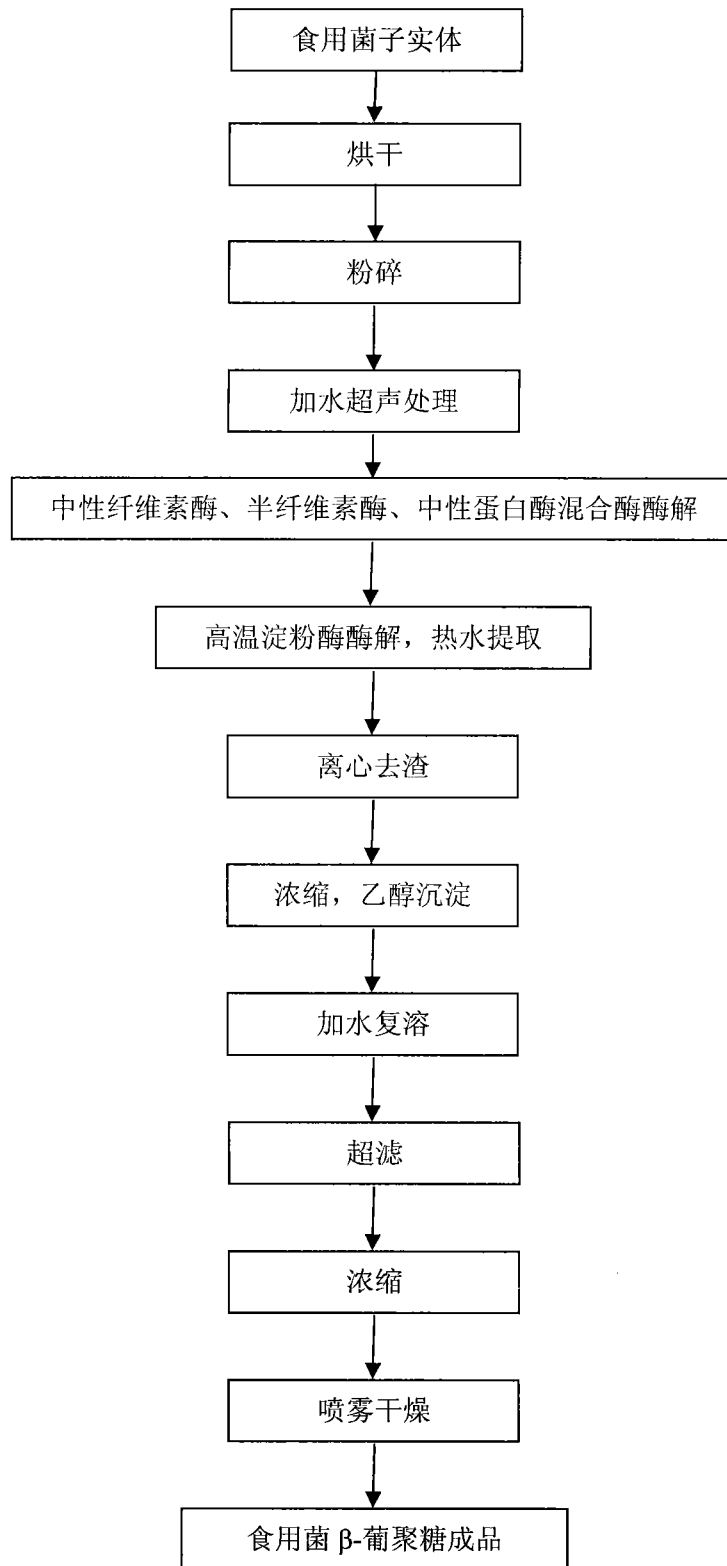 食用菌子实体
烘干
粉碎
加水超声处理
中性纤维素酶、半纤维素酶、中性蛋白酶混合酶酶解
高温淀粉酶酶解，热水提取
离心去渣
浓缩，乙醇沉淀
加水复溶
超滤
浓缩
喷雾干燥
食用菌 β-葡聚糖成品